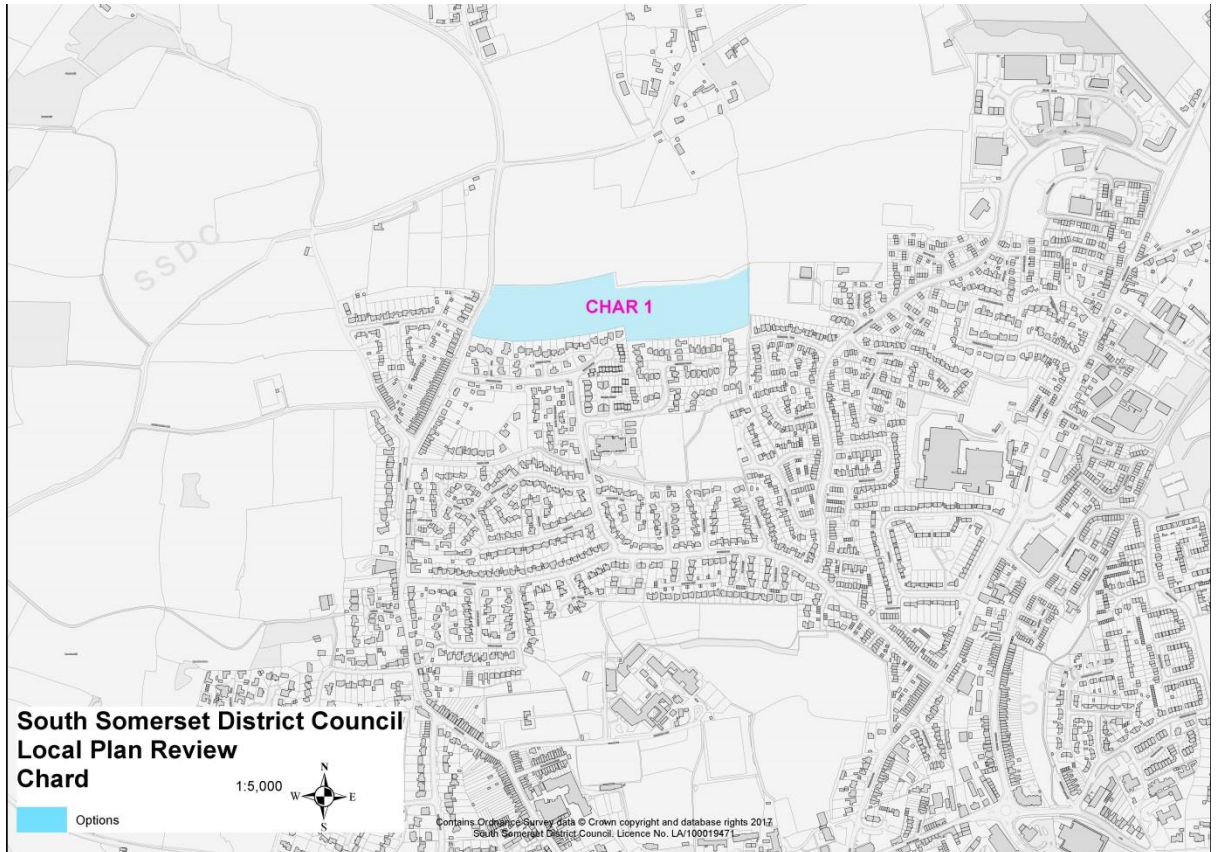 SSDC
CHAR 1
South Somerset District Council
Local Plan Review
Chard
1:5,000
N
W E
S
Options
Contains Ordnance Survey data © Crown copyright and database rights 2017
South Somerset District Council. Licence No. LA/100019471